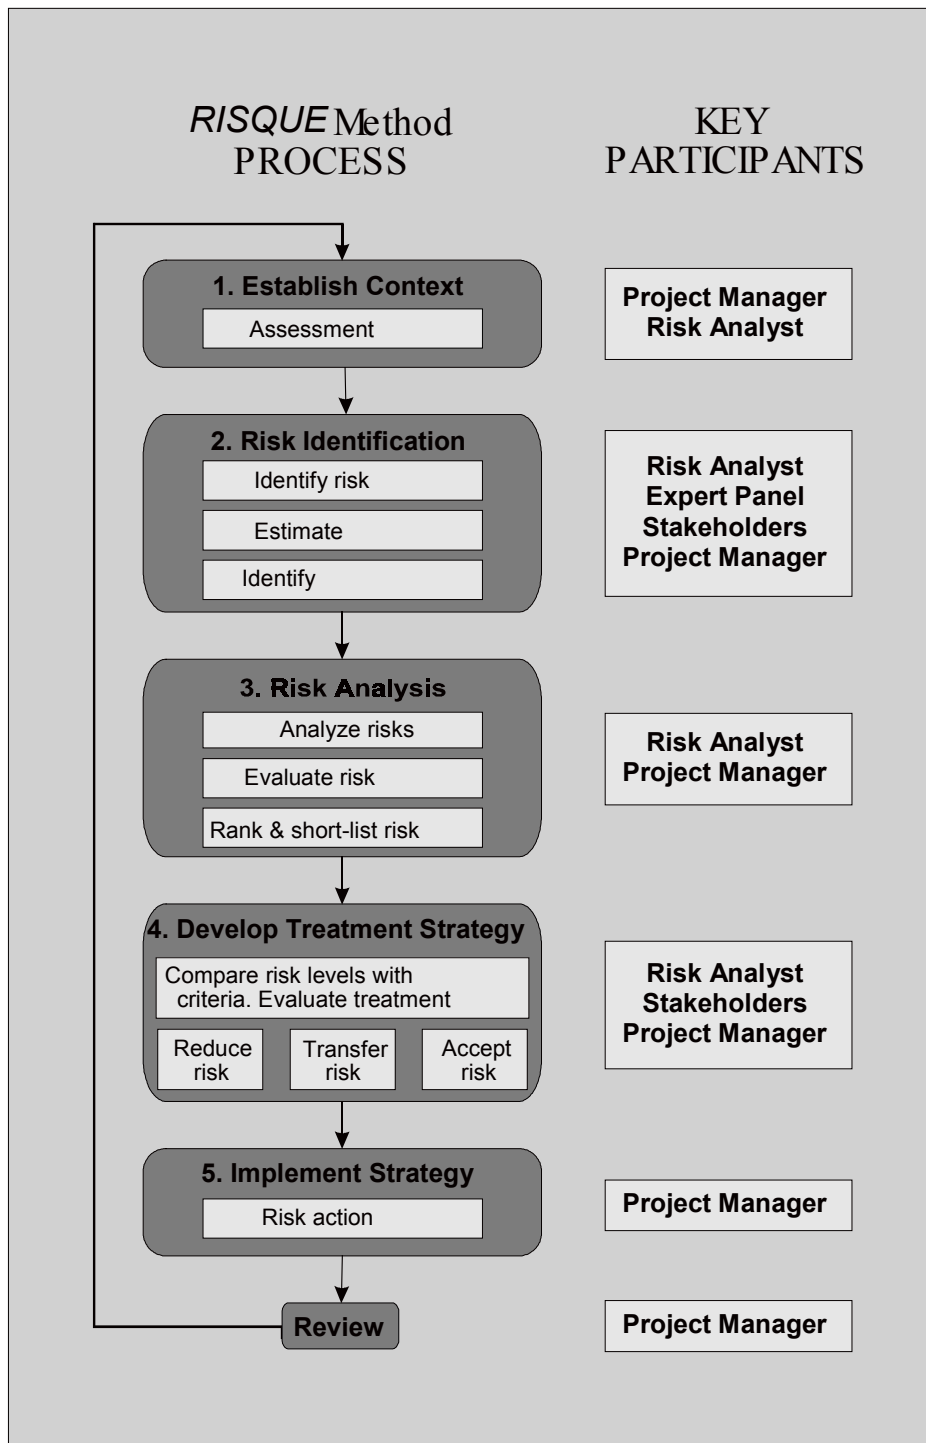 RISQUE Method
PROCESS
KEY
PARTICIPANTS
1. Establish Context
Assessment
Project Manager
Risk Analyst
2. Risk Identification
Identify risk
Estimate
Identify
Risk Analyst
Expert Panel
Stakeholders
Project Manager
3. Risk Analysis
Analyze risks
Evaluate risk
Rank & short-list risk
Risk Analyst
Project Manager
4. Develop Treatment Strategy
Compare risk levels with
criteria. Evaluate treatment
Reduce
risk
Transfer
risk
Accept
risk
Risk Analyst
Stakeholders
Project Manager
5. Implement Strategy
Risk action
Project Manager
Review
Project Manager